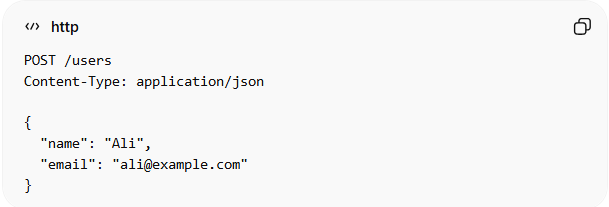 http
POST /users
Content-Type: application/json

{
  "name": "Ali",
  "email": "ali@example.com"
}